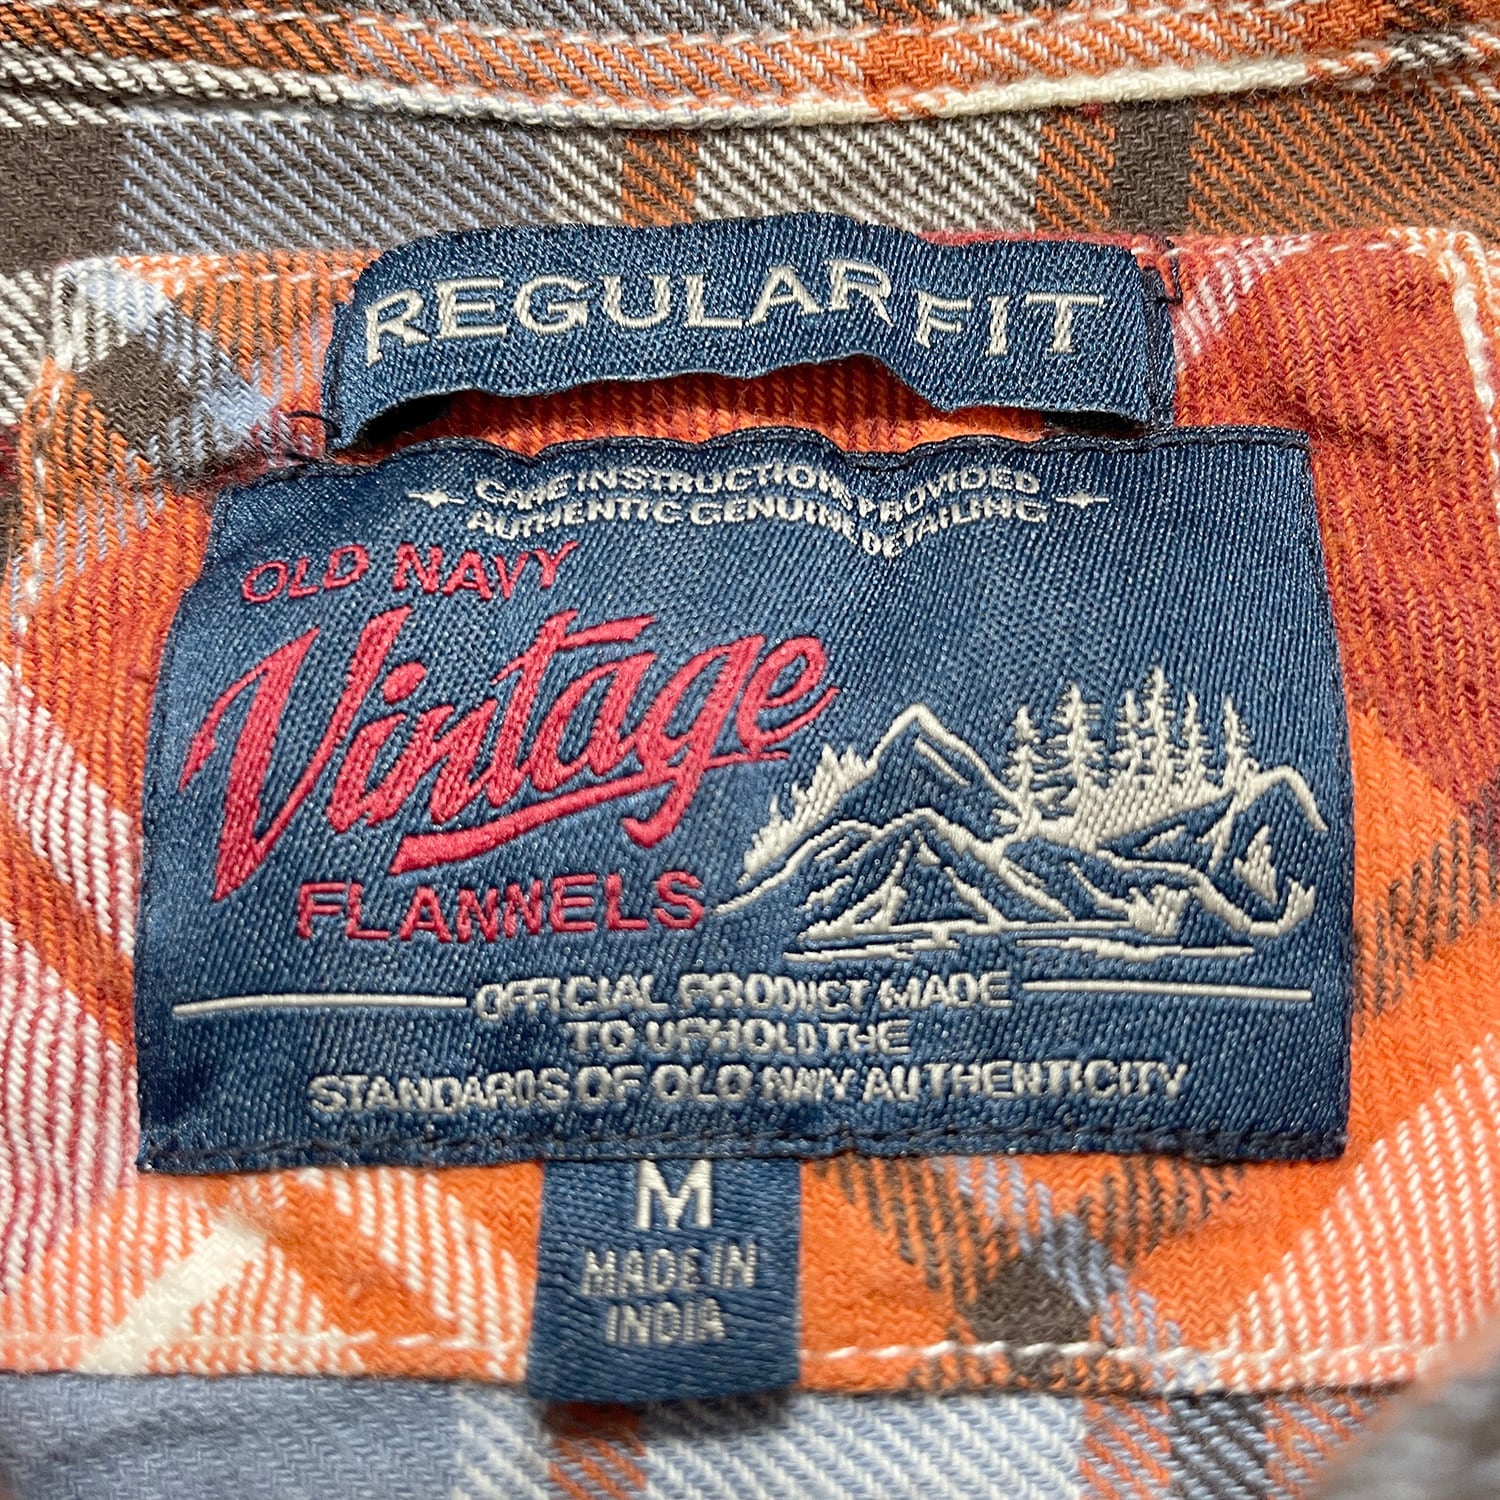 REGULAR FIT
CARE INSTRUCTIONS PROVIDED
AUTHENTIC GENUINE DETAILING
OLD NAVY
Vintage
FLANNELS
OFFICIAL PRODUCT MADE
TO UPHOLD THE
STANDARDS OF OLD NAVY AUTHENTICITY
M
MADE IN
INDIA